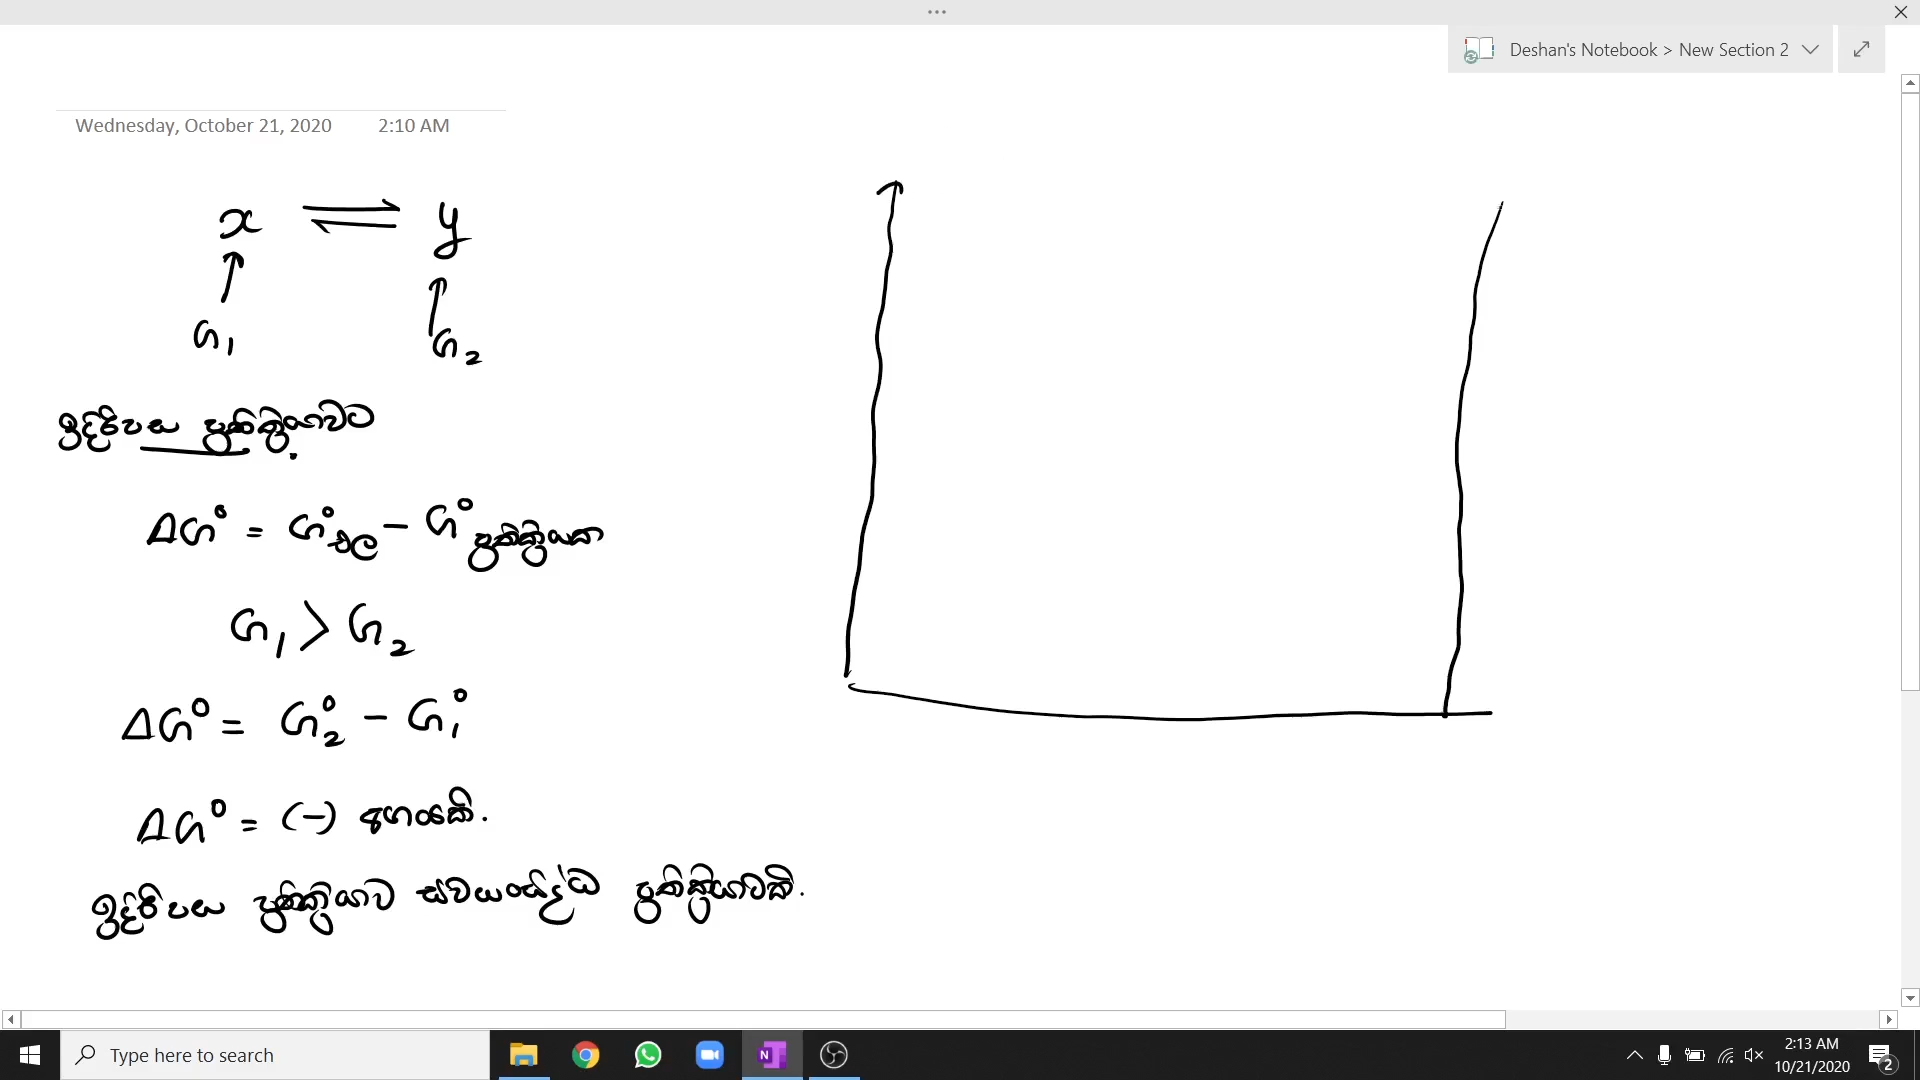 Deshan's Notebook > New Section 2
Wednesday, October 21, 2020 2:10 AM
x ⇌ y
G₁ G₂
ඉදිරිපස ප්‍රතික්‍රියාවට
ΔG° = G°ඵල - G°ප්‍රතික්‍රියක
G₁ > G₂
ΔG° = G₂° - G₁°
ΔG° = (-) අගයකි.
ඉදිරිපස ප්‍රතික්‍රියාව ස්වයංසිද්ධ ප්‍රතික්‍රියාවකි.
Type here to search
2:13 AM
10/21/2020
2